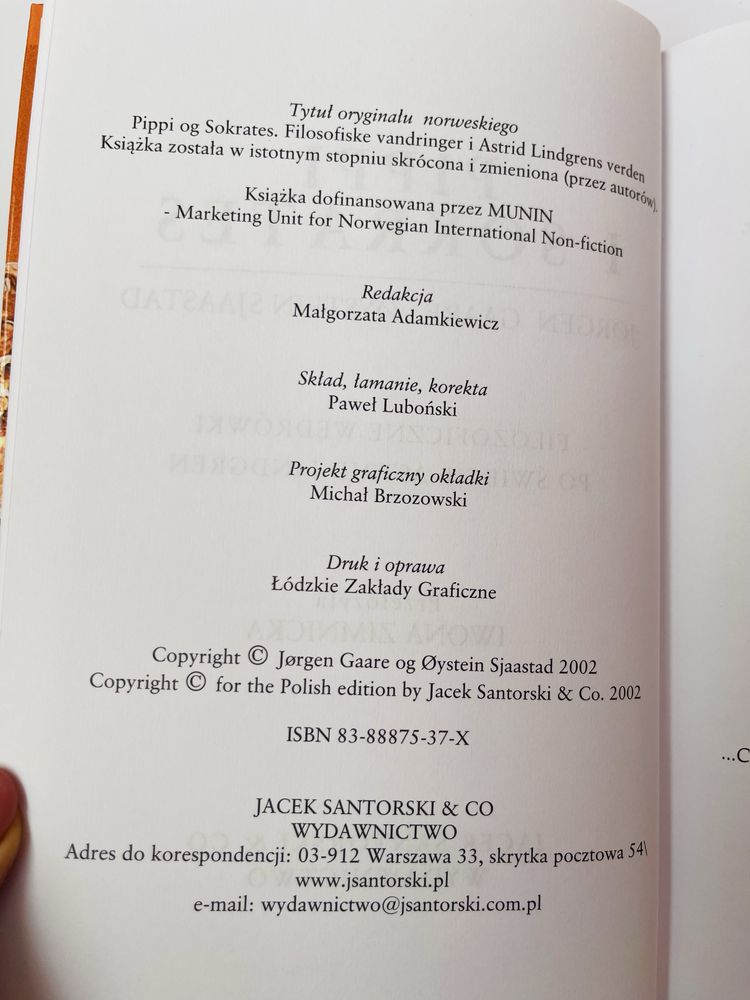 Tytuł oryginału norweskiego
Pippi og Sokrates. Filosofiske vandringer i Astrid Lindgrens verden
Książka została w istotnym stopniu skrócona i zmieniona (przez autorów).
Książka dofinansowana przez MUNIN
- Marketing Unit for Norwegian International Non-fiction
Redakcja
Małgorzata Adamkiewicz
Skład, łamanie, korekta
Paweł Luboński
Projekt graficzny okładki
Michał Brzozowski
Druk i oprawa
Łódzkie Zakłady Graficzne
Copyright © Jørgen Gaare og Øystein Sjaastad 2002
Copyright © for the Polish edition by Jacek Santorski & Co. 2002
ISBN 83-88875-37-X
JACEK SANTORSKI & CO
WYDAWNICTWO
Adres do korespondencji: 03-912 Warszawa 33, skrytka pocztowa
www.jsantorski.pl
e-mail: wydawnictwo@jsantorski.com.pl